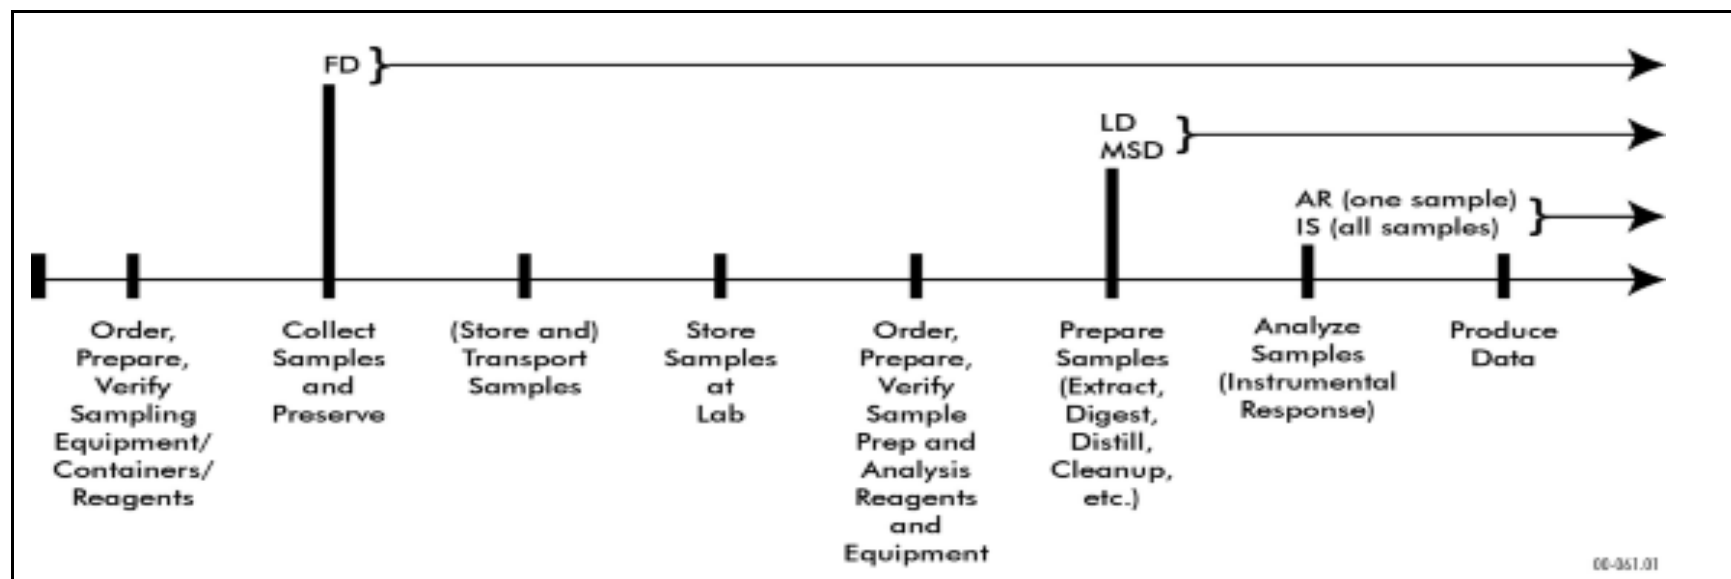 FD
LD
MSD
AR (one sample)
IS (all samples)
Order,
Prepare,
Verify
Sampling
Equipment/
Containers/
Reagents
Collect
Samples
and
Preserve
(Store and)
Transport
Samples
Store
Samples
at
Lab
Order,
Prepare,
Verify
Sample
Prep and
Analysis
Reagents
and
Equipment
Prepare
Samples
(Extract,
Digest,
Distill,
Cleanup,
etc.)
Analyze
Samples
(Instrumental
Response)
Produce
Data
00-061.01